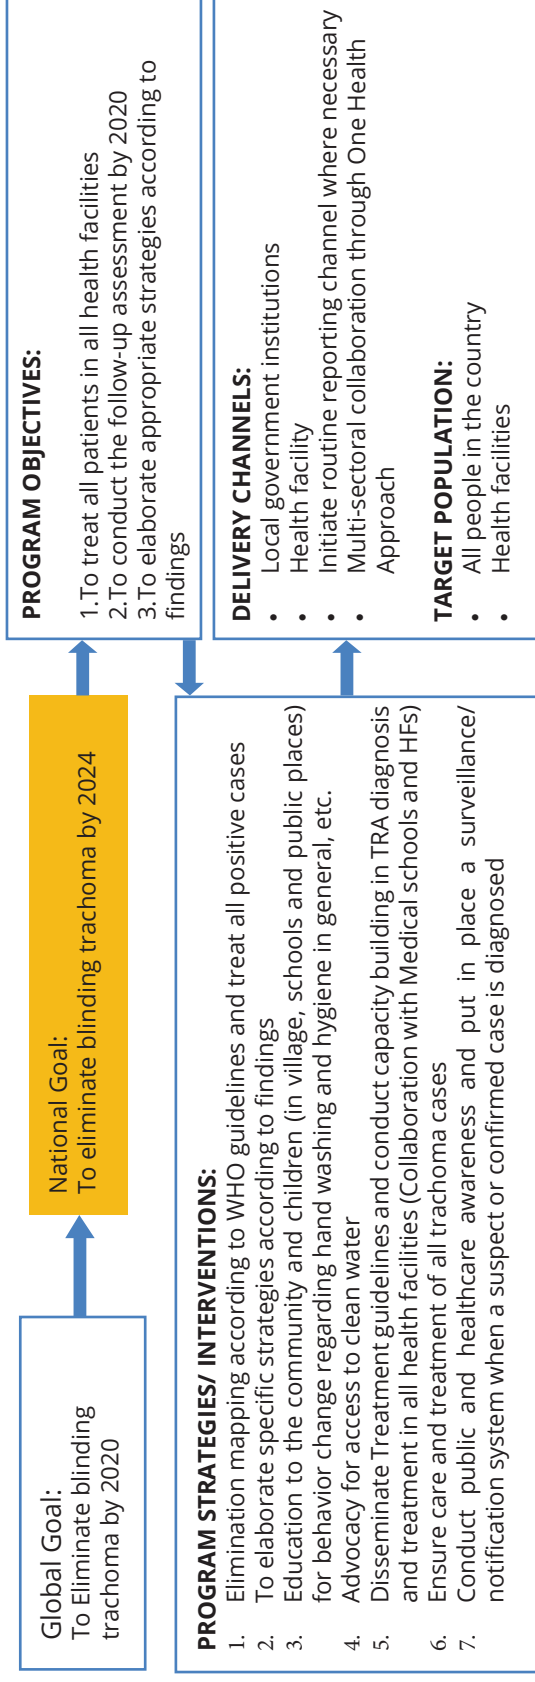 Global Goal:
To Eliminate blinding
trachoma by 2020
National Goal:
To eliminate blinding trachoma by 2024
PROGRAM OBJECTIVES:
1.To treat all patients in all health facilities
2.To conduct the follow-up assessment by 2020
3.To elaborate appropriate strategies according to
findings
PROGRAM STRATEGIES/ INTERVENTIONS:
1. Elimination mapping according to WHO guidelines and treat all positive cases
2. To elaborate specific strategies according to findings
3. Education to the community and children (in village, schools and public places)
for behavior change regarding hand washing and hygiene in general, etc.
4. Advocacy for access to clean water
5. Disseminate Treatment guidelines and conduct capacity building in TRA diagnosis
and treatment in all health facilities (Collaboration with Medical schools and HFs)
6. Ensure care and treatment of all trachoma cases
7. Conduct public and healthcare awareness and put in place a surveillance/
notification system when a suspect or confirmed case is diagnosed
DELIVERY CHANNELS:
• Local government institutions
• Health facility
• Initiate routine reporting channel where necessary
• Multi-sectoral collaboration through One Health
Approach
TARGET POPULATION:
• All people in the country
• Health facilities